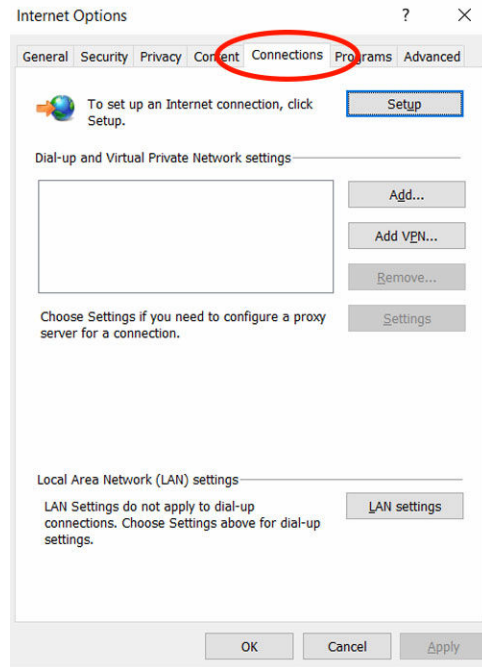 Internet Options
?
General Security Privacy Content Connections Programs Advanced
To set up an Internet connection, click
Setup.
Setup
Dial-up and Virtual Private Network settings
Add...
Add VPN...
Remove...
Choose Settings if you need to configure a proxy
server for a connection.
Settings
Local Area Network (LAN) settings
LAN Settings do not apply to dial-up
connections. Choose Settings above for dial-up
settings.
LAN settings
OK Cancel Apply